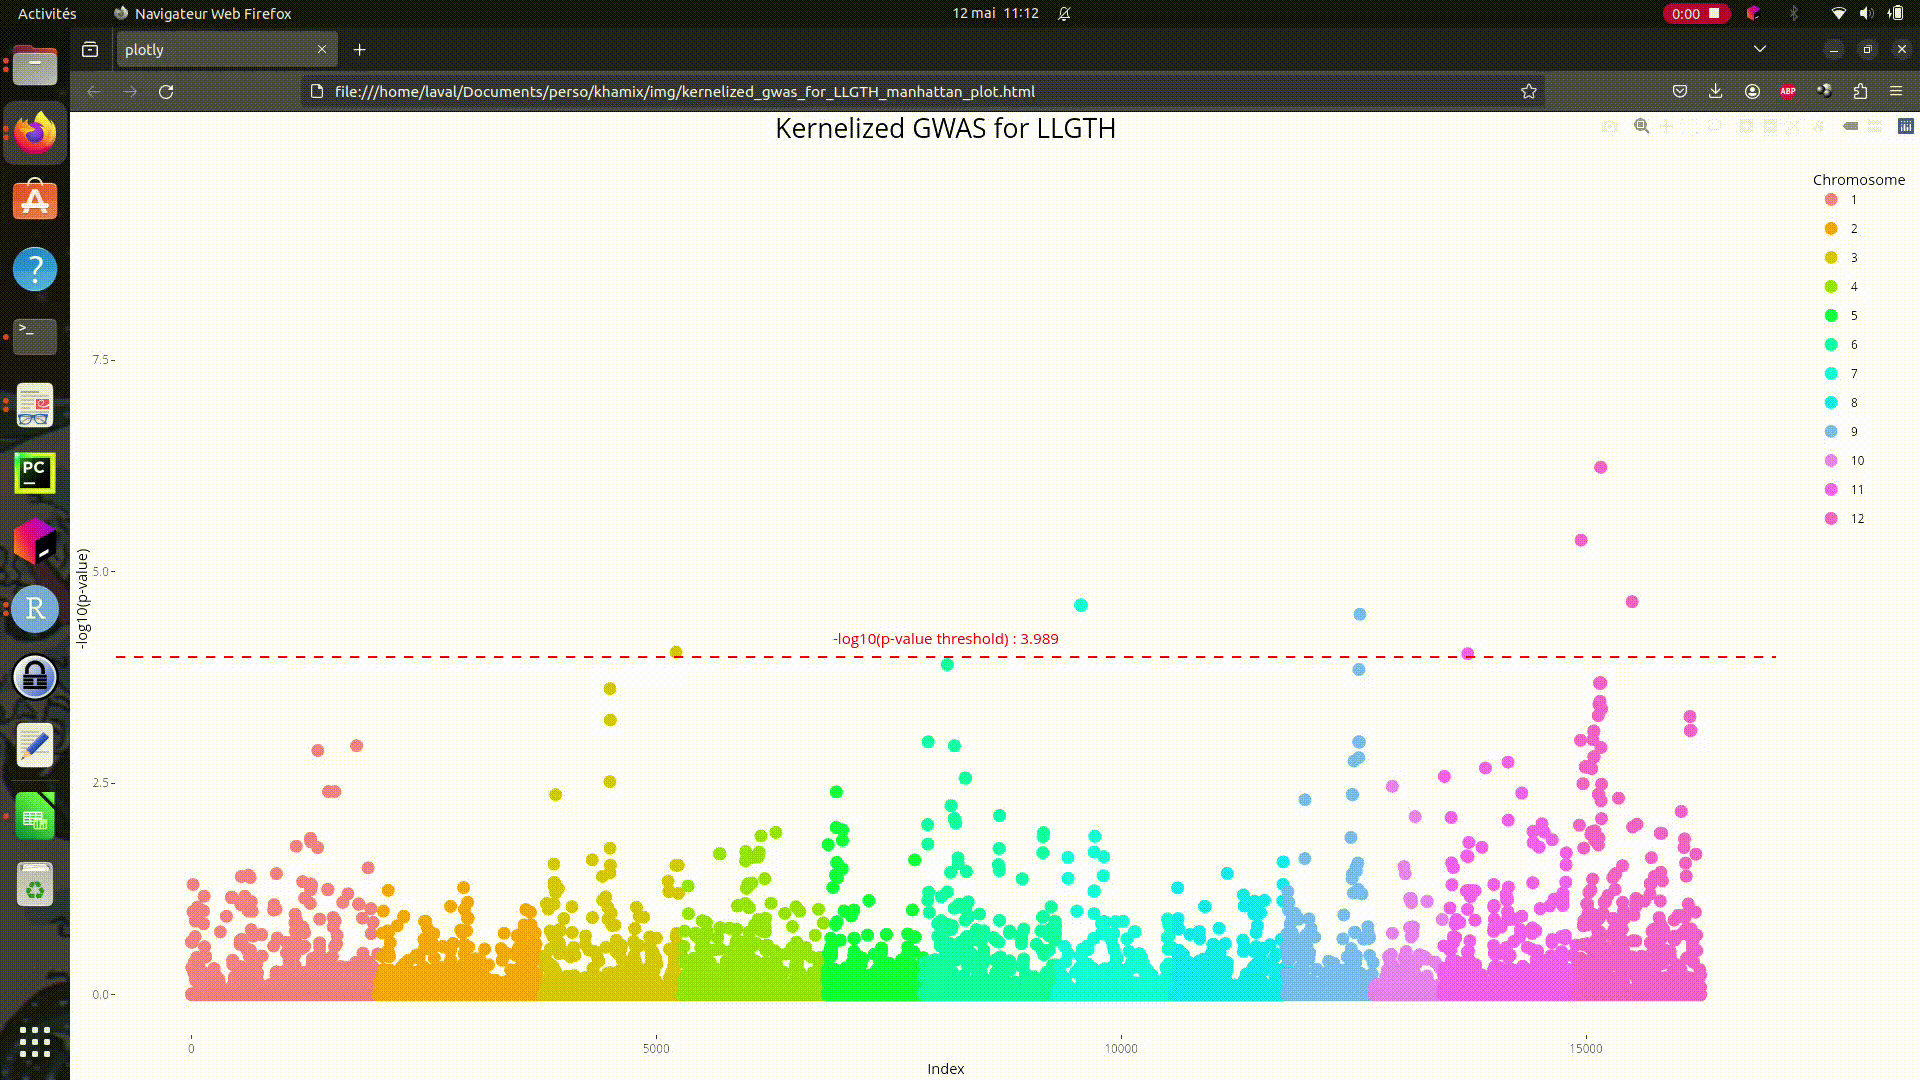 Activités
Navigateur Web Firefox
12 mai 11:12
0:00
plotly
file:///home/laval/Documents/perso/khamix/img/kernelized_gwas_for_LLGTH_manhattan_plot.html
ABP
Kernelized GWAS for LLGTH
Chromosome
1
2
3
4
5
6
7
8
9
10
11
12
7.5
5.0
2.5
0.0
-log10(p-value)
-log10(p-value threshold) : 3.989
0
5000
10000
15000
Index
?
>_
PC
R